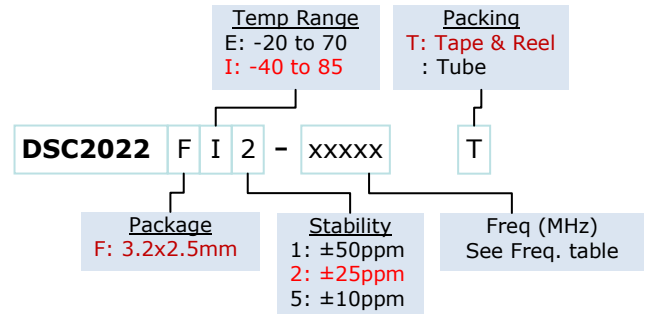 Temp Range
E: -20 to 70
I: -40 to 85
Packing
T: Tape & Reel
: Tube
DSC2022 F I 2 - xxxxx T
Package
F: 3.2x2.5mm
Stability
1: ±50ppm
2: ±25ppm
5: ±10ppm
Freq (MHz)
See Freq. table